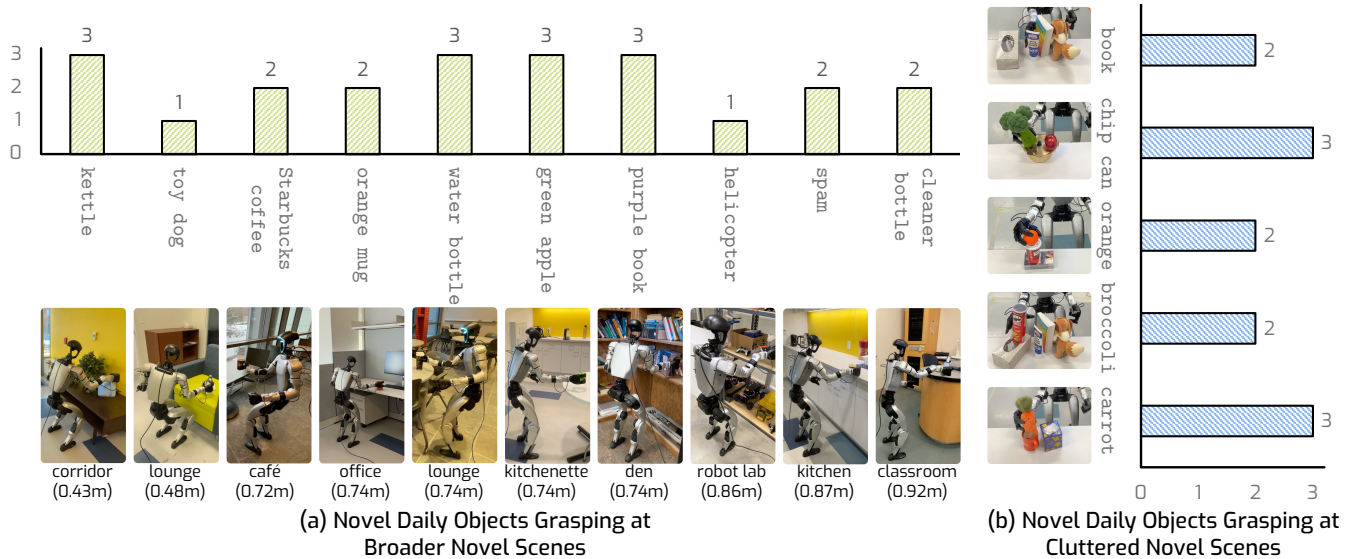 3
2
1
0
3
1
2
2
3
3
3
1
2
2
kettle
toy dog
Starbucks
coffee
orange mug
water bottle
green apple
purple book
helicopter
spam
cleaner
bottle
corridor
(0.43m)
lounge
(0.48m)
café
(0.72m)
office
(0.74m)
lounge
(0.74m)
kitchenette
(0.74m)
den
(0.74m)
robot lab
(0.86m)
kitchen
(0.87m)
classroom
(0.92m)
(a) Novel Daily Objects Grasping at
Broader Novel Scenes
book
chip can
orange
broccoli
carrot
2
3
2
2
3
0 1 2 3
(b) Novel Daily Objects Grasping at
Cluttered Novel Scenes